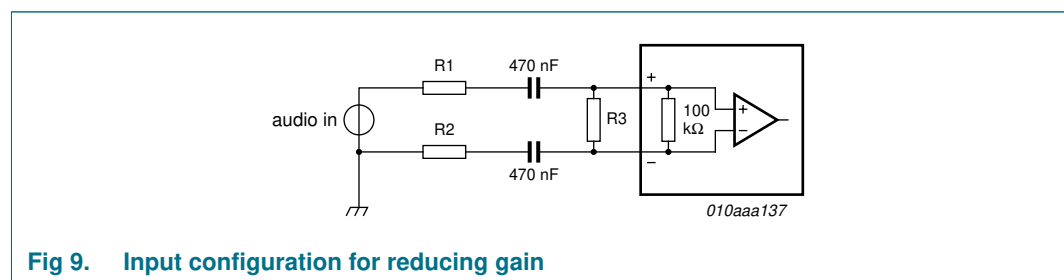 R1
470 nF
+
audio in
R2
R3
100
kΩ
+
−
−
470 nF
010aaa137
Fig 9. Input configuration for reducing gain